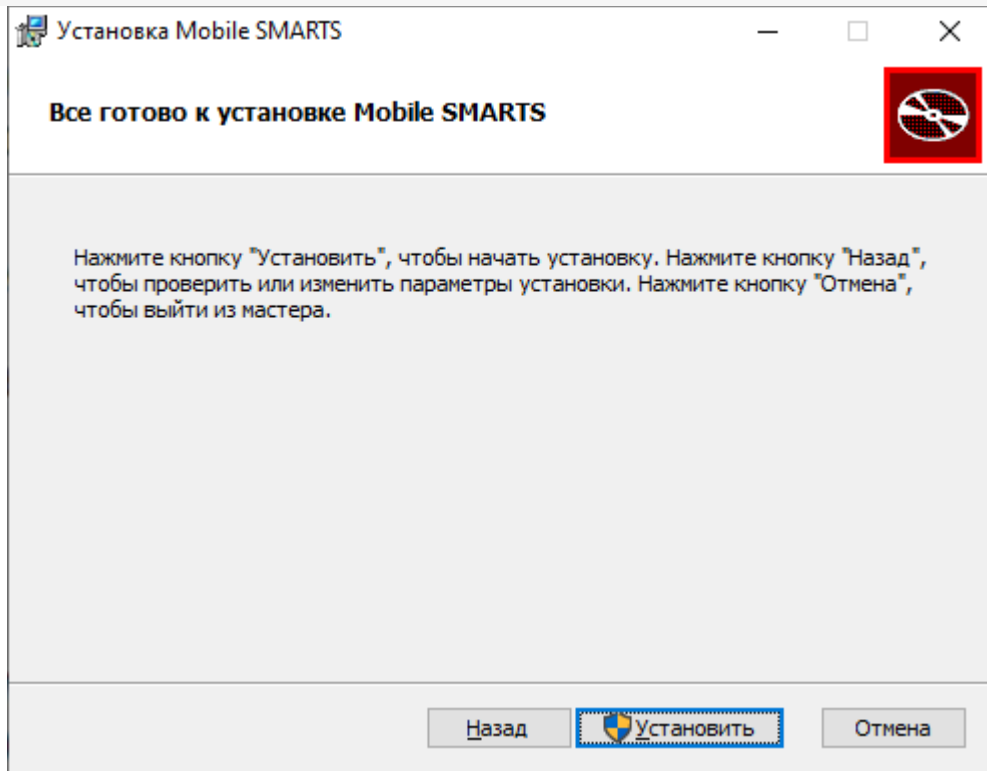 Установка Mobile SMARTS
Все готово к установке Mobile SMARTS
Нажмите кнопку "Установить", чтобы начать установку. Нажмите кнопку "Назад",
чтобы проверить или изменить параметры установки. Нажмите кнопку "Отмена",
чтобы выйти из мастера.
Назад
Установить
Отмена